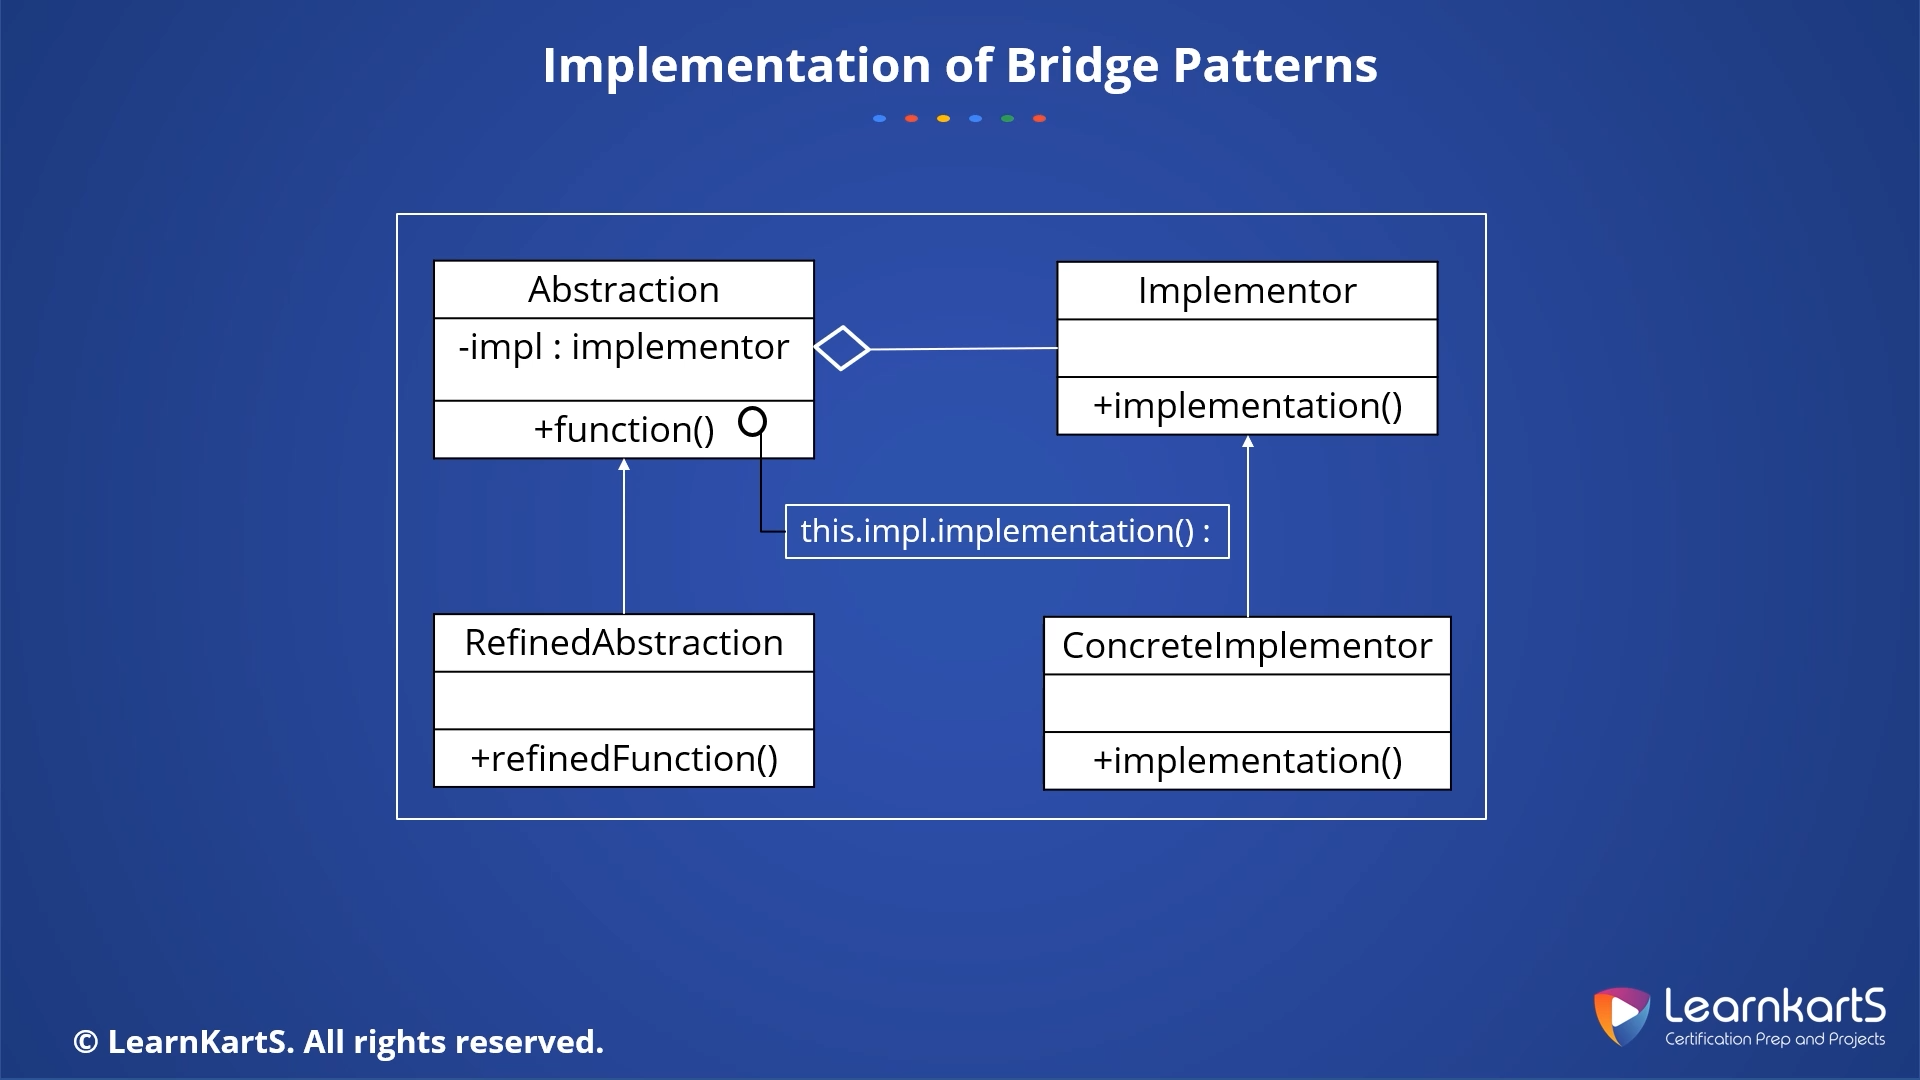 Implementation of Bridge Patterns
Abstraction
-impl : implementor
+function()
Implementor
+implementation()
this.impl.implementation() :
RefinedAbstraction
+refinedFunction()
ConcreteImplementor
+implementation()
© LearnKartS. All rights reserved.
LearnkartS
Certification Prep and Projects